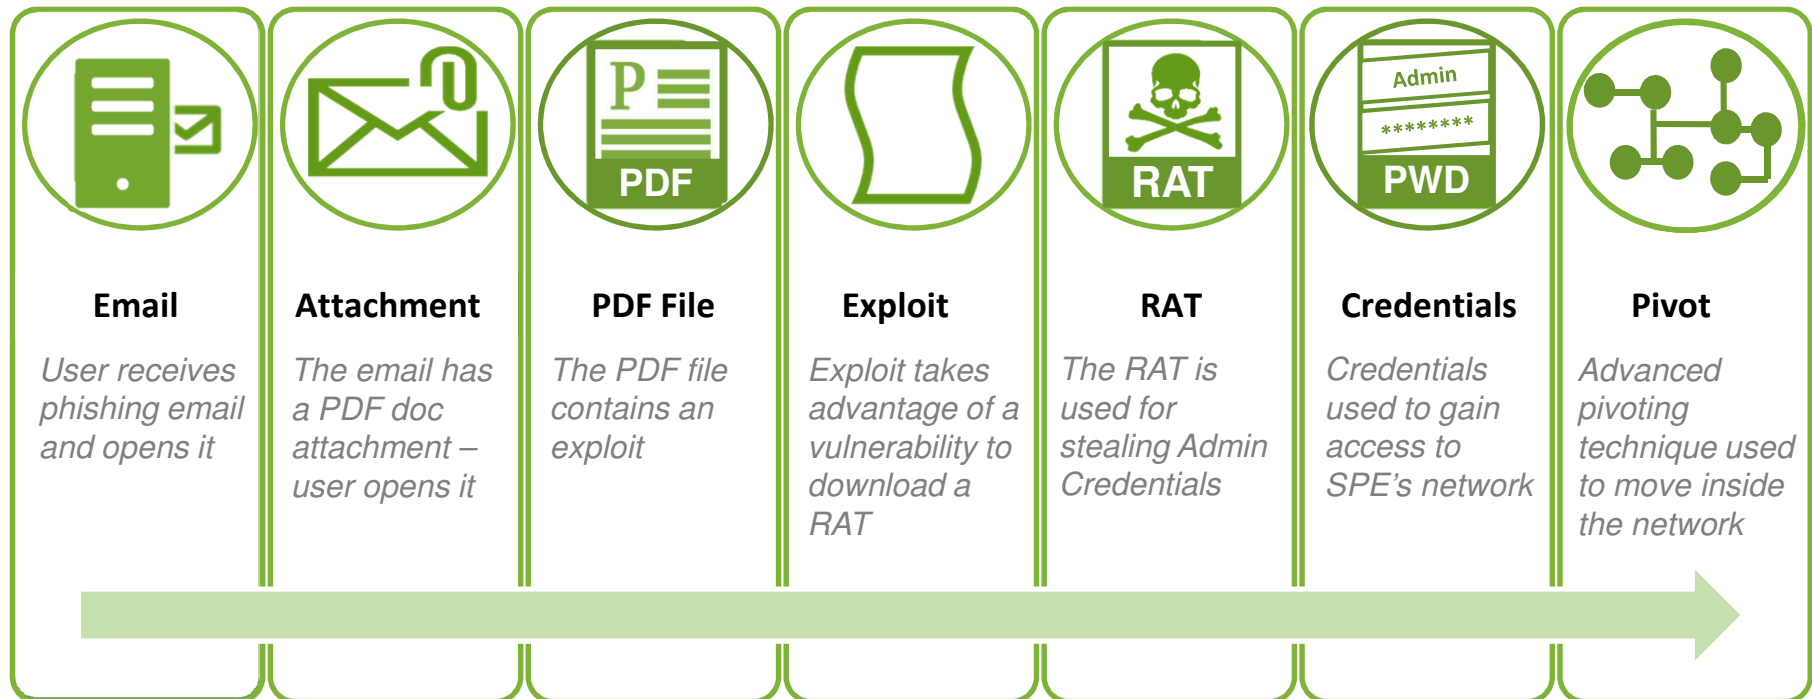 P
PDF
RAT
Admin
********
PWD
Email
User receives
phishing email
and opens it
Attachment
The email has
a PDF doc
attachment –
user opens it
PDF File
The PDF file
contains an
exploit
Exploit
Exploit takes
advantage of a
vulnerability to
download a
RAT
RAT
The RAT is
used for
stealing Admin
Credentials
Credentials
Credentials
used to gain
access to
SPE’s network
Pivot
Advanced
pivoting
technique used
to move inside
the network